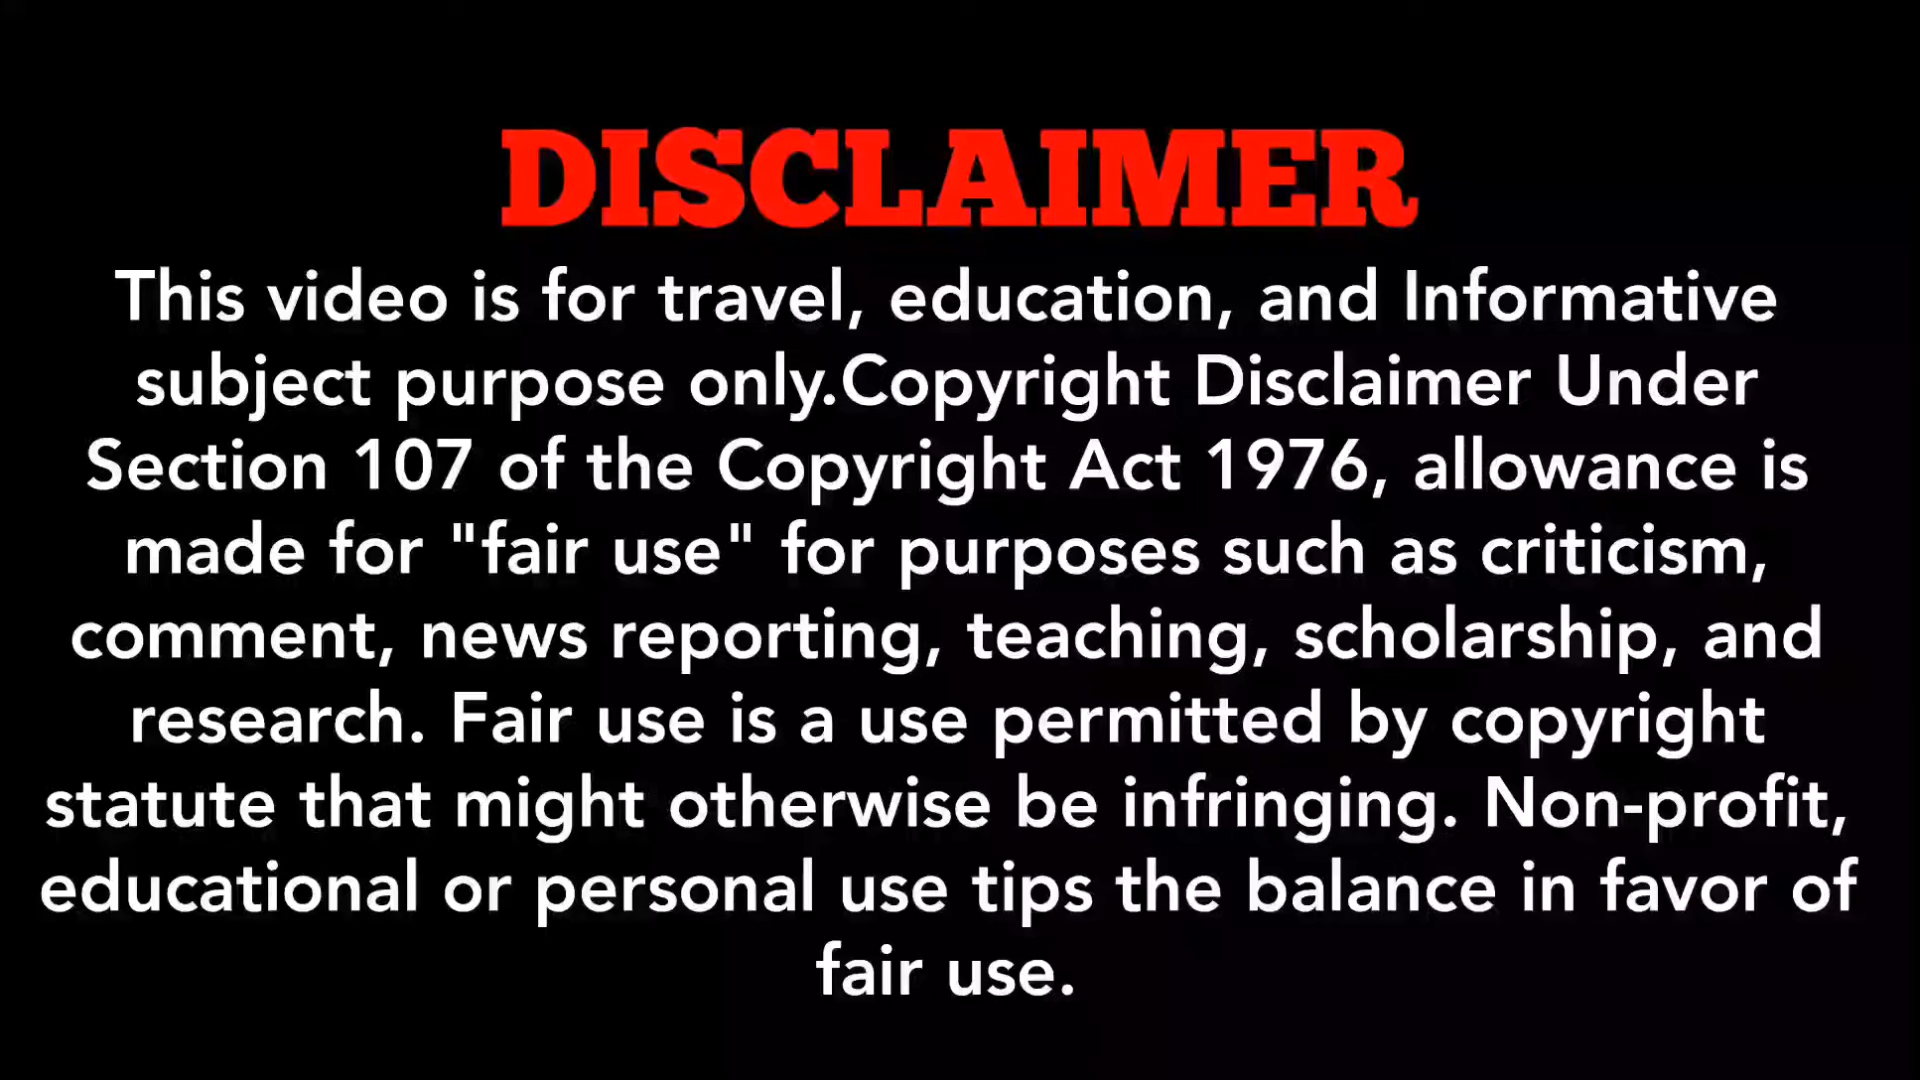 DISCLAIMER
This video is for travel, education, and Informative
subject purpose only.Copyright Disclaimer Under
Section 107 of the Copyright Act 1976, allowance is
made for "fair use" for purposes such as criticism,
comment, news reporting, teaching, scholarship, and
research. Fair use is a use permitted by copyright
statute that might otherwise be infringing. Non-profit,
educational or personal use tips the balance in favor of
fair use.